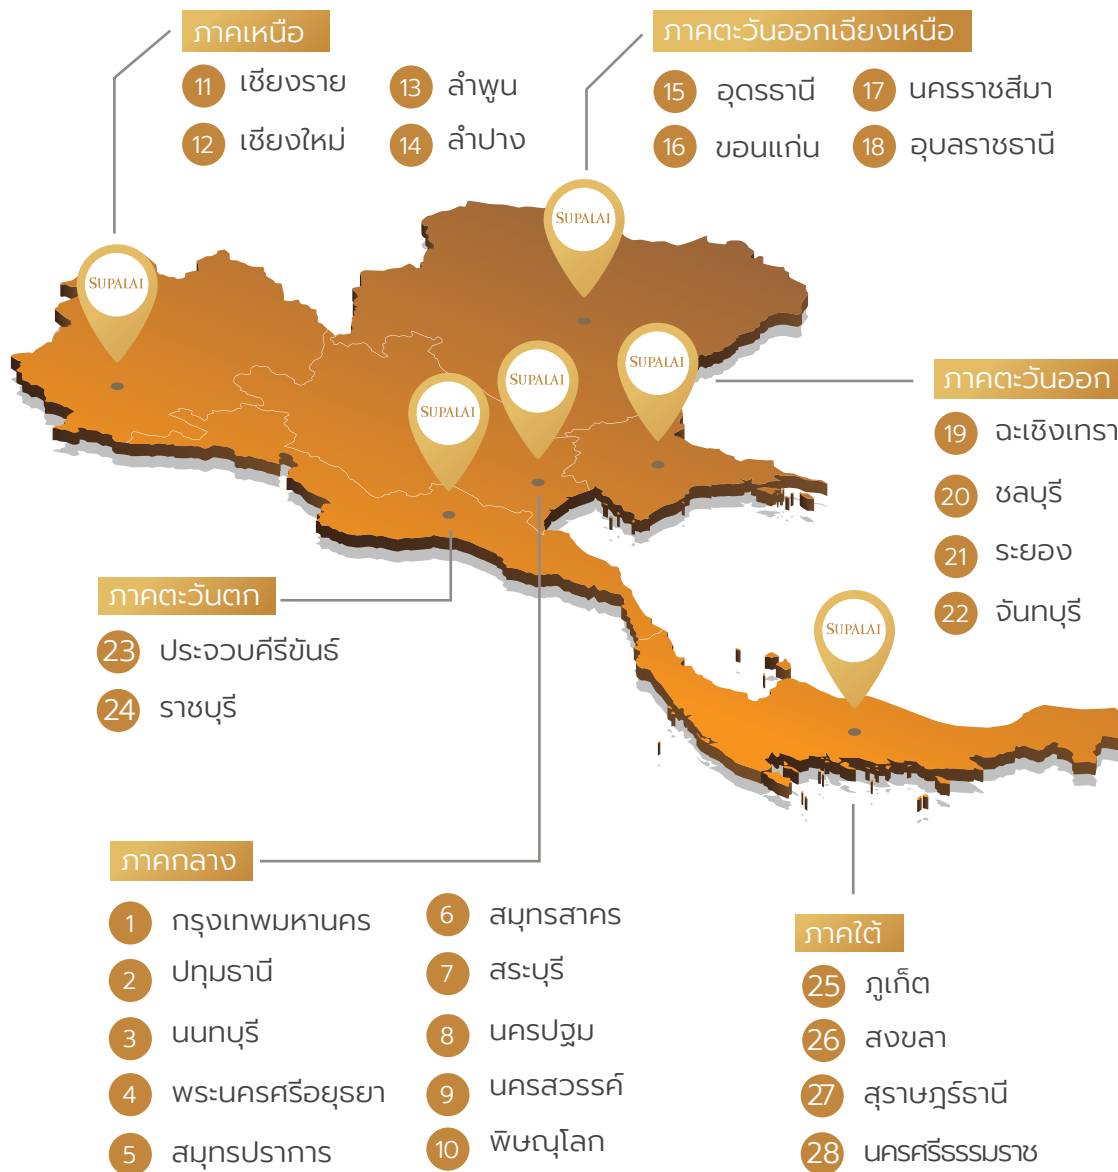 ภาคเหนือ
11 เชียงราย
12 เชียงใหม่
13 ลำพูน
14 ลำปาง
ภาคตะวันออกเฉียงเหนือ
15 อุดรธานี
16 ขอนแก่น
17 นครราชสีมา
18 อุบลราชธานี
SUPALAI
SUPALAI
SUPALAI
SUPALAI
SUPALAI
ภาคตะวันออก
19 ฉะเชิงเทรา
20 ชลบุรี
21 ระยอง
22 จันทบุรี
ภาคตะวันตก
23 ประจวบคีรีขันธ์
24 ราชบุรี
SUPALAI
ภาคกลาง
1 กรุงเทพมหานคร
2 ปทุมธานี
3 นนทบุรี
4 พระนครศรีอยุธยา
5 สมุทรปราการ
6 สมุทรสาคร
7 สระบุรี
8 นครปฐม
9 นครสวรรค์
10 พิษณุโลก
ภาคใต้
25 ภูเก็ต
26 สงขลา
27 สุราษฎร์ธานี
28 นครศรีธรรมราช